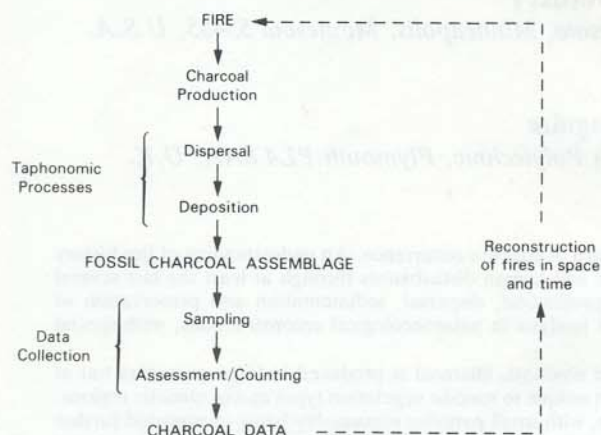 FIRE
Charcoal
Production
Dispersal
Taphonomic
Processes
Deposition
Reconstruction
of fires in space
and time
FOSSIL CHARCOAL ASSEMBLAGE
Sampling
Data
Collection
Assessment/Counting
CHARCOAL DATA